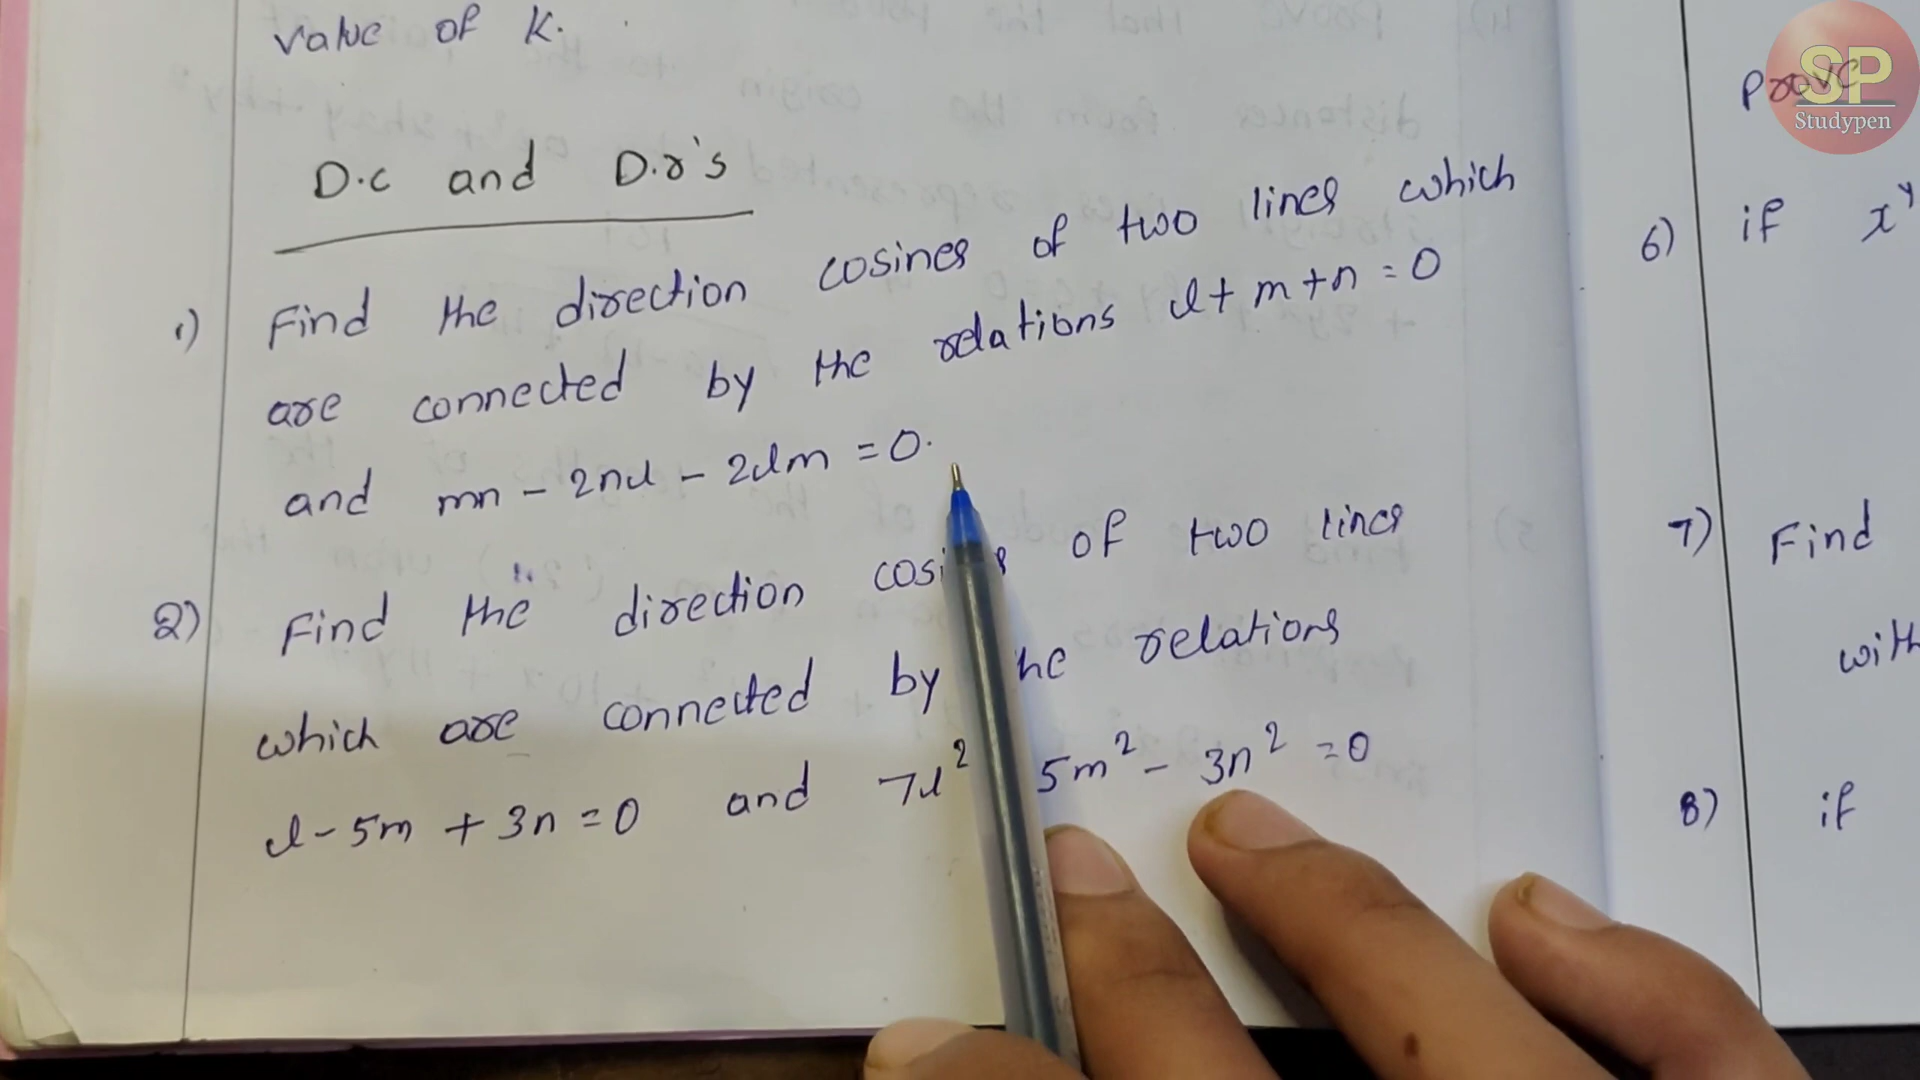 value of k.
D.c and D.r's
1) Find the direction cosines of two lines which
are connected by the relations l + m + n = 0
and mn - 2nl - 2lm = 0.
2) Find the direction of two lines
which are connected by relations
l - 5m + 3n = 0 and 7l² 5m² - 3n² = 0
Prove
6) if x^y
7) Find
with
8) if
SP
Studypen